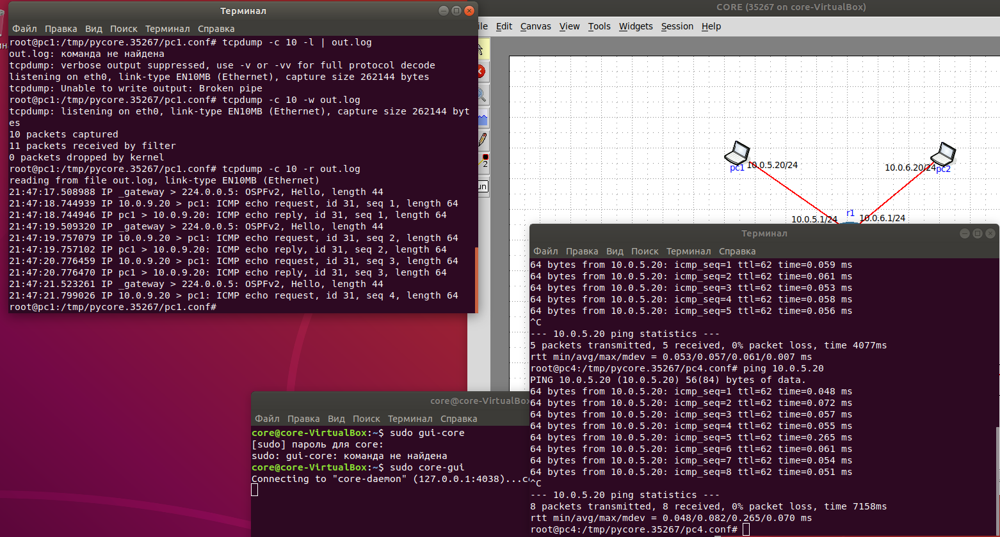 Терминал
Файл Правка Вид Поиск Терминал Справка
root@pc1:/tmp/pycore.35267/pc1.conf# tcpdump -c 10 -l | out.log
out.log: команда не найдена
tcpdump: verbose output suppressed, use -v or -vv for full protocol decode
listening on eth0, link-type EN10MB (Ethernet), capture size 262144 bytes
tcpdump: Unable to write output: Broken pipe
root@pc1:/tmp/pycore.35267/pc1.conf# tcpdump -c 10 -w out.log
tcpdump: listening on eth0, link-type EN10MB (Ethernet), capture size 262144 byt
es
10 packets captured
11 packets received by filter
0 packets dropped by kernel
root@pc1:/tmp/pycore.35267/pc1.conf# tcpdump -c 10 -r out.log
reading from file out.log, link-type EN10MB (Ethernet)
21:47:17.508988 IP _gateway > 224.0.0.5: OSPFv2, Hello, length 44
21:47:18.744939 IP 10.0.9.20 > pc1: ICMP echo request, id 31, seq 1, length 64
21:47:18.744946 IP pc1 > 10.0.9.20: ICMP echo reply, id 31, seq 1, length 64
21:47:19.509320 IP _gateway > 224.0.0.5: OSPFv2, Hello, length 44
21:47:19.757079 IP 10.0.9.20 > pc1: ICMP echo request, id 31, seq 2, length 64
21:47:19.757102 IP pc1 > 10.0.9.20: ICMP echo reply, id 31, seq 2, length 64
21:47:20.776459 IP 10.0.9.20 > pc1: ICMP echo request, id 31, seq 3, length 64
21:47:20.776470 IP pc1 > 10.0.9.20: ICMP echo reply, id 31, seq 3, length 64
21:47:21.523261 IP _gateway > 224.0.0.5: OSPFv2, Hello, length 44
21:47:21.799026 IP 10.0.9.20 > pc1: ICMP echo request, id 31, seq 4, length 64
root@pc1:/tmp/pycore.35267/pc1.conf#
CORE (35267 on core-VirtualBox)
ile Edit Canvas View Tools Widgets Session Help
2
un
pc1 10.0.5.20/24
10.0.6.20/24 pc2
r1
10.0.5.1/24 10.0.6.1/24
Терминал
Файл Правка Вид Поиск Терминал Справка
64 bytes from 10.0.5.20: icmp_seq=1 ttl=62 time=0.059 ms
64 bytes from 10.0.5.20: icmp_seq=2 ttl=62 time=0.061 ms
64 bytes from 10.0.5.20: icmp_seq=3 ttl=62 time=0.053 ms
64 bytes from 10.0.5.20: icmp_seq=4 ttl=62 time=0.058 ms
64 bytes from 10.0.5.20: icmp_seq=5 ttl=62 time=0.056 ms
^C
--- 10.0.5.20 ping statistics ---
5 packets transmitted, 5 received, 0% packet loss, time 4077ms
rtt min/avg/max/mdev = 0.053/0.057/0.061/0.007 ms
root@pc4:/tmp/pycore.35267/pc4.conf# ping 10.0.5.20
PING 10.0.5.20 (10.0.5.20) 56(84) bytes of data.
64 bytes from 10.0.5.20: icmp_seq=1 ttl=62 time=0.048 ms
64 bytes from 10.0.5.20: icmp_seq=2 ttl=62 time=0.072 ms
64 bytes from 10.0.5.20: icmp_seq=3 ttl=62 time=0.057 ms
64 bytes from 10.0.5.20: icmp_seq=4 ttl=62 time=0.055 ms
64 bytes from 10.0.5.20: icmp_seq=5 ttl=62 time=0.265 ms
64 bytes from 10.0.5.20: icmp_seq=6 ttl=62 time=0.061 ms
64 bytes from 10.0.5.20: icmp_seq=7 ttl=62 time=0.054 ms
64 bytes from 10.0.5.20: icmp_seq=8 ttl=62 time=0.051 ms
^C
--- 10.0.5.20 ping statistics ---
8 packets transmitted, 8 received, 0% packet loss, time 7158ms
rtt min/avg/max/mdev = 0.048/0.082/0.265/0.070 ms
root@pc4:/tmp/pycore.35267/pc4.conf#
core@core-VirtualBox
Файл Правка Вид Поиск Терминал Справка
core@core-VirtualBox:~$ sudo gui-core
[sudo] пароль для core:
sudo: gui-core: команда не найдена
core@core-VirtualBox:~$ sudo core-gui
Connecting to "core-daemon" (127.0.0.1:4038)...co